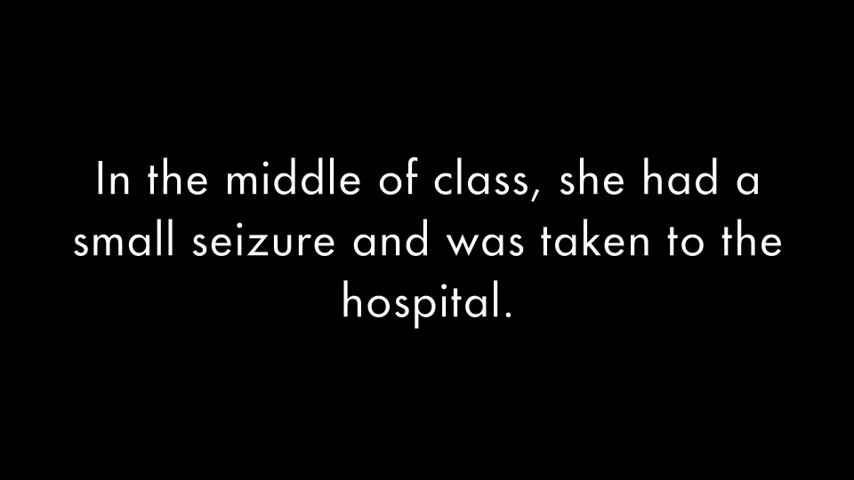 In the middle of class, she had a
small seizure and was taken to the
hospital.